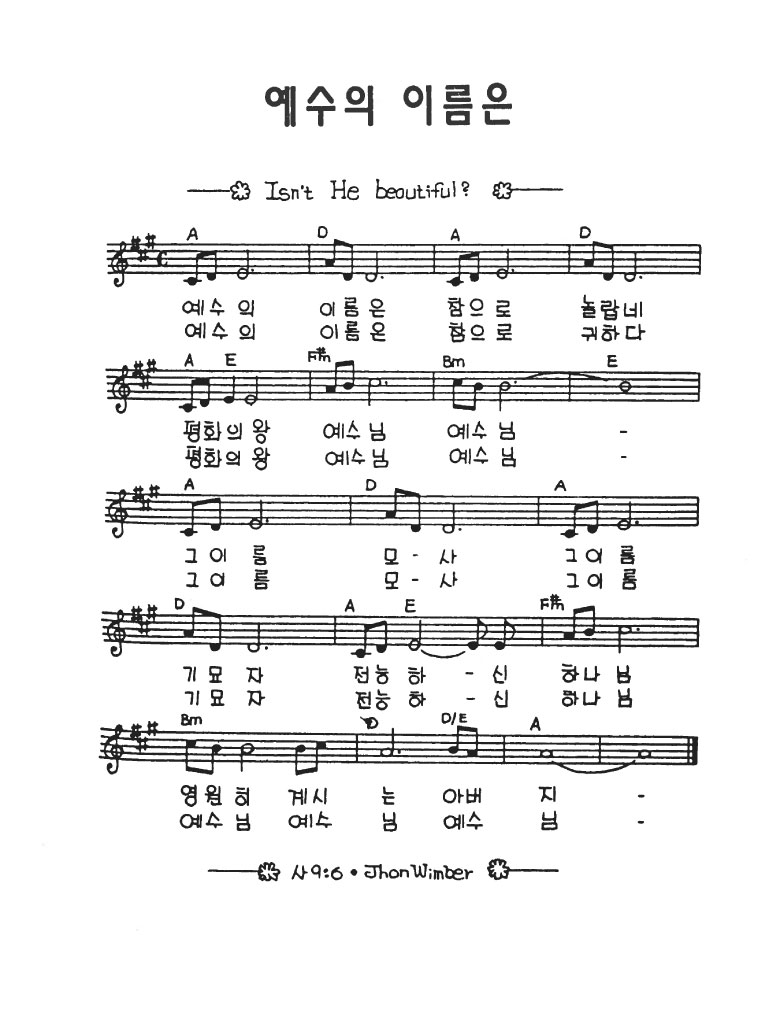 예수의 이름은
Isn't He beautiful?
A D A D
예수의 이름은 참으로 놀랍네
예수의 이름은 참으로 귀하다
A E F#m Bm E
평화의왕 예수님 예수님 -
평화의왕 예수님 예수님 -
A D A
그이름 모-사 그이름
그이름 모-사 그이름
D A E F#m
기묘자 전능하-신 하나님
기묘자 전능하-신 하나님
Bm D D/E A
영원히 계시는 아버지 -
예수님 예수님 예수님 -
사9:6 • Jhon Wimber